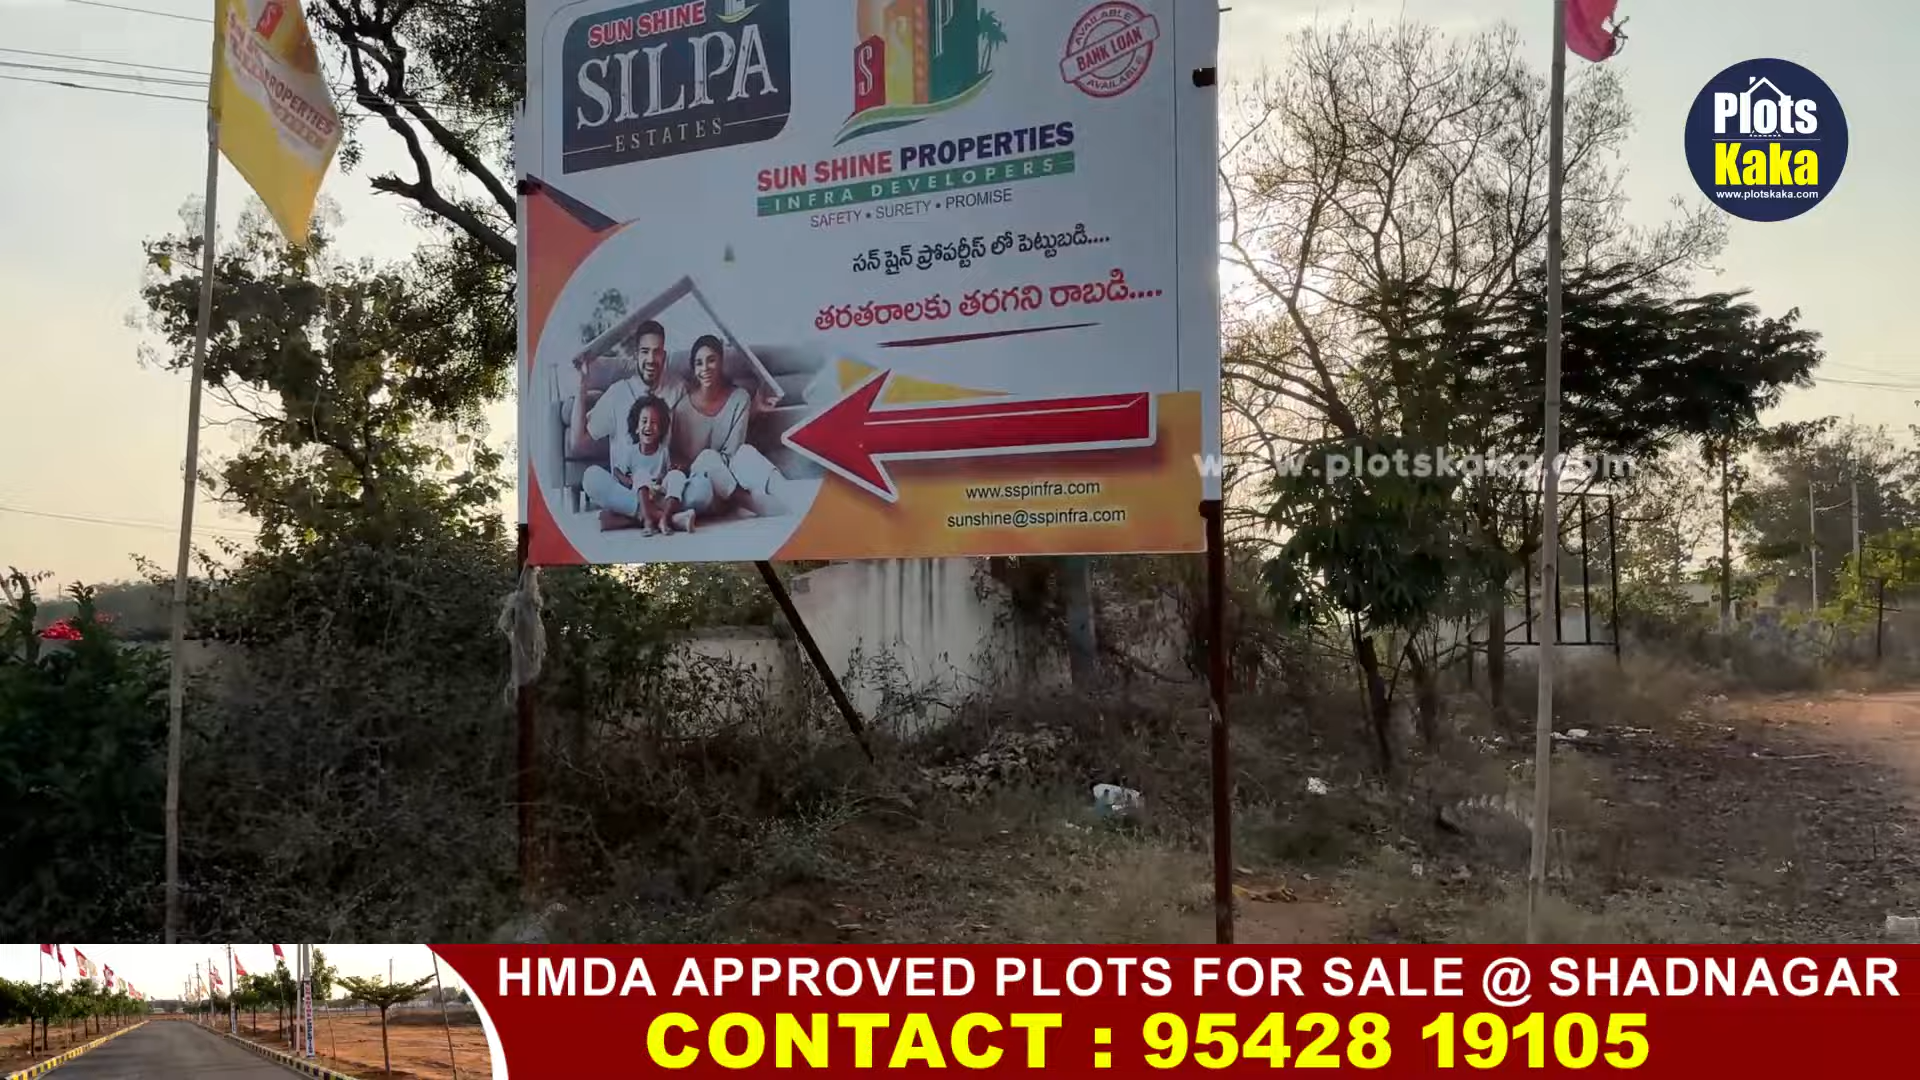 SUN SHINE
SILPA
ESTATES
S
P
AVAILABLE
BANK LOAN
AVAILABLE
SUN SHINE PROPERTIES
INFRA DEVELOPERS
SAFETY • SURETY • PROMISE
సన్ షైన్ ప్రోపర్టీస్ లో పెట్టుబడి....
తరతరాలకు తరగని రాబడి....
www.sspinfra.com
sunshine@sspinfra.com
PROPERTIES
Plots
Kaka
www.plotskaka.com
www.plotskaka.com
HMDA APPROVED PLOTS FOR SALE @ SHADNAGAR
CONTACT : 95428 19105